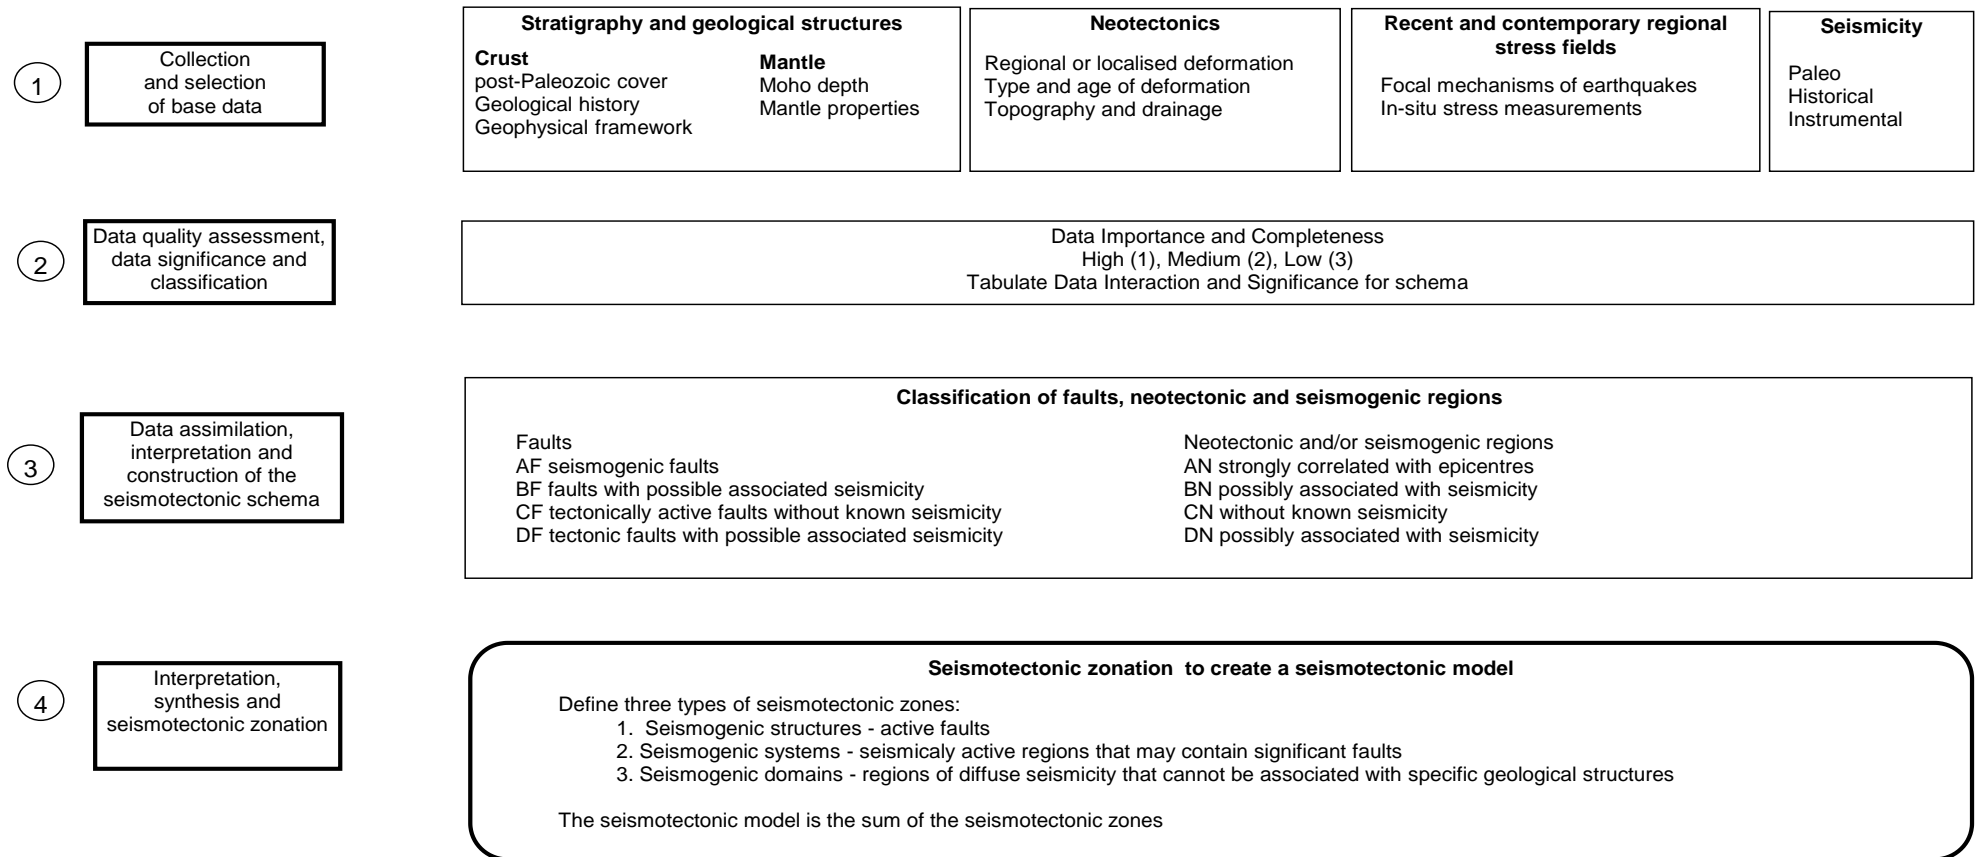 1
Collection
and selection
of base data
Stratigraphy and geological structures
Crust
post-Paleozoic cover
Geological history
Geophysical framework
Mantle
Moho depth
Mantle properties
Neotectonics
Regional or localised deformation
Type and age of deformation
Topography and drainage
Recent and contemporary regional
stress fields
Focal mechanisms of earthquakes
In-situ stress measurements
Seismicity
Paleo
Historical
Instrumental
2
Data quality assessment,
data significance and
classification
Data Importance and Completeness
High (1), Medium (2), Low (3)
Tabulate Data Interaction and Significance for schema
3
Data assimilation,
interpretation and
construction of the
seismotectonic schema
Classification of faults, neotectonic and seismogenic regions
Faults
AF seismogenic faults
BF faults with possible associated seismicity
CF tectonically active faults without known seismicity
DF tectonic faults with possible associated seismicity
Neotectonic and/or seismogenic regions
AN strongly correlated with epicentres
BN possibly associated with seismicity
CN without known seismicity
DN possibly associated with seismicity
4
Interpretation,
synthesis and
seismotectonic zonation
Seismotectonic zonation to create a seismotectonic model
Define three types of seismotectonic zones:
1. Seismogenic structures - active faults
2. Seismogenic systems - seismicaly active regions that may contain significant faults
3. Seismogenic domains - regions of diffuse seismicity that cannot be associated with specific geological structures
The seismotectonic model is the sum of the seismotectonic zones